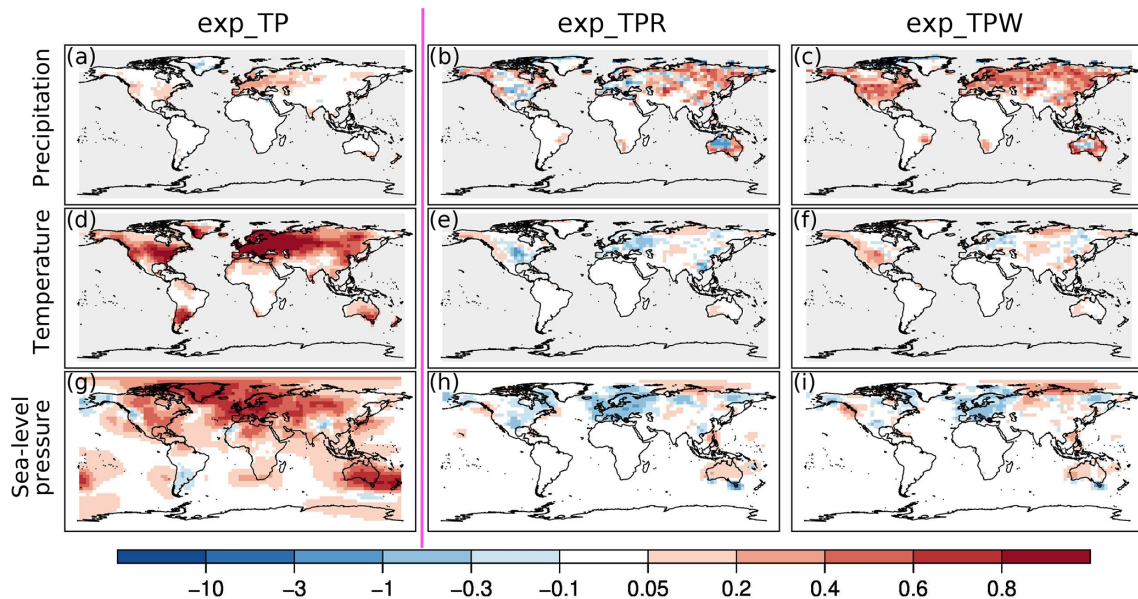 exp_TP exp_TPR exp_TPW
Precipitation
(a) (b) (c)
Temperature
(d) (e) (f)
Sea-level
pressure
(g) (h) (i)
−10 −3 −1 −0.3 −0.1 0.05 0.2 0.4 0.6 0.8